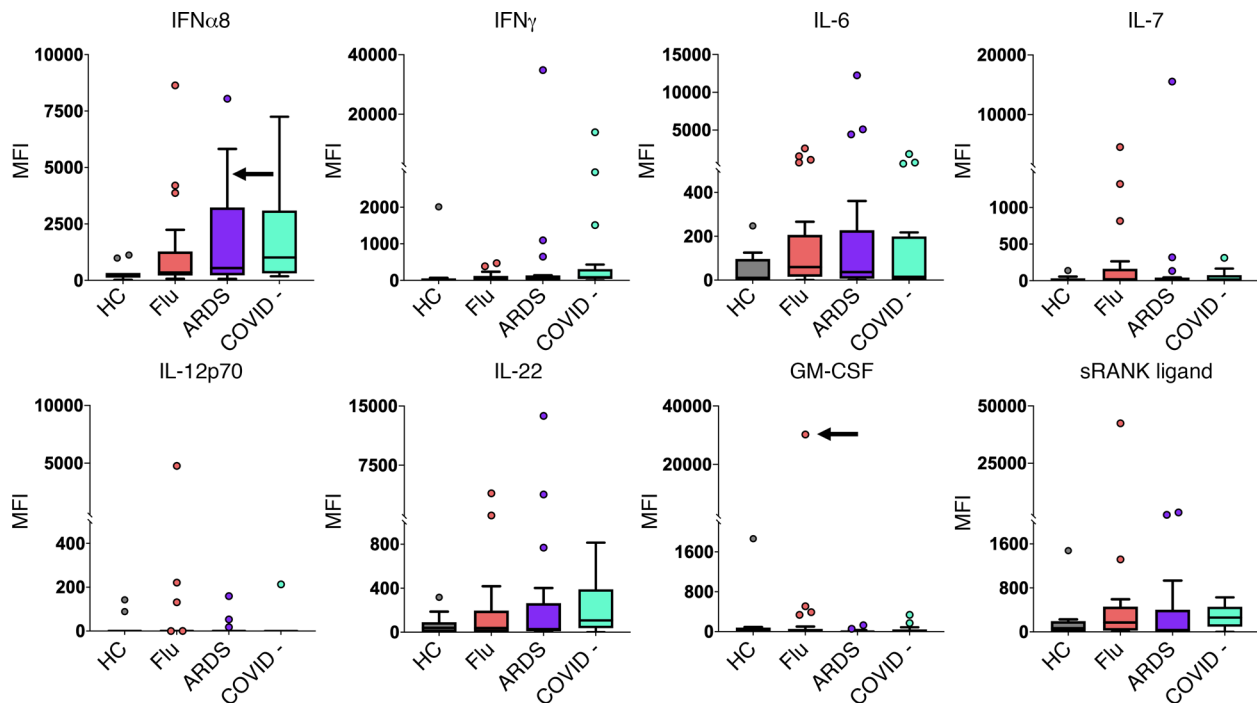 IFNα8
10000
7500
5000
2500
0
MFI
HC
Flu
ARDS
COVID -
IFNγ
40000
20000
2000
1000
0
MFI
HC
Flu
ARDS
COVID -
IL-6
15000
10000
5000
400
200
0
MFI
HC
Flu
ARDS
COVID -
IL-7
20000
10000
1000
500
0
MFI
HC
Flu
ARDS
COVID -
IL-12p70
10000
5000
400
200
0
MFI
HC
Flu
ARDS
COVID -
IL-22
15000
7500
800
400
0
MFI
HC
Flu
ARDS
COVID -
GM-CSF
40000
20000
1600
800
0
MFI
HC
Flu
ARDS
COVID -
sRANK ligand
50000
25000
1600
800
0
MFI
HC
Flu
ARDS
COVID -